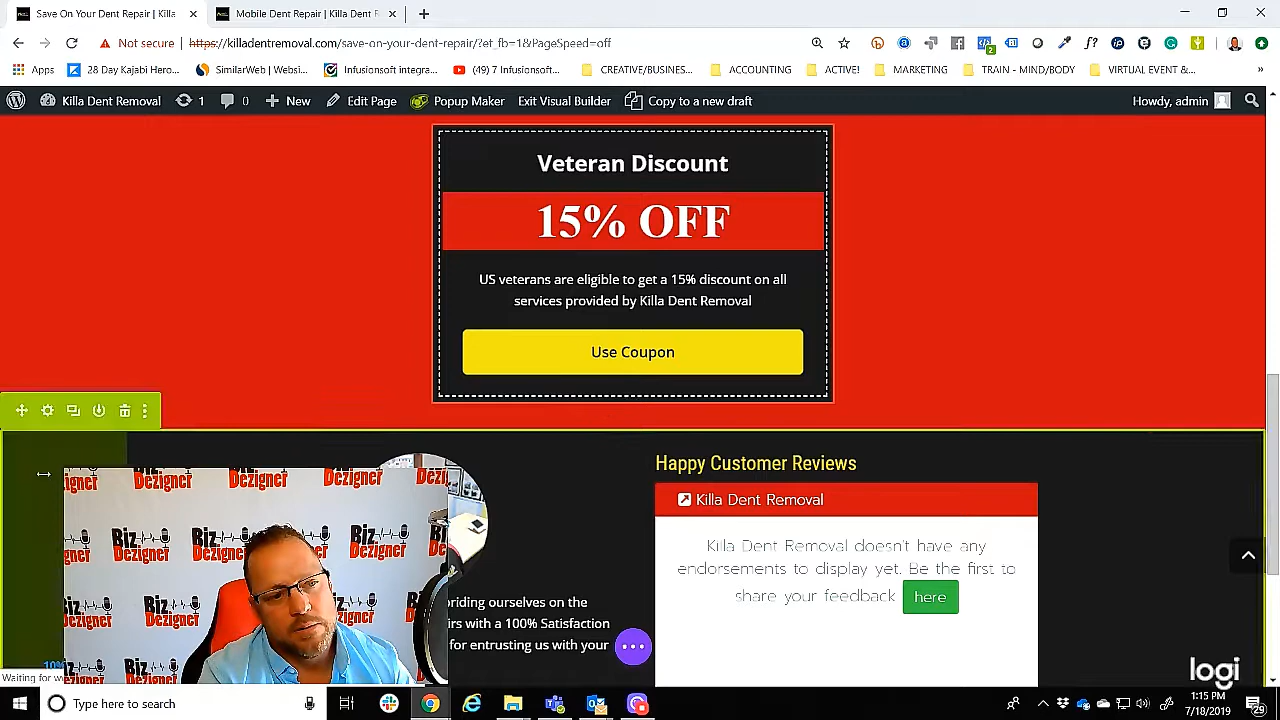 Save On Your Dent Repair | Killa
Mobile Dent Repair | Killa Dent R
Not secure
https://killadentremoval.com/save-on-your-dent-repair/?et_fb=1&PageSpeed=off
Apps
28 Day Kajabi Hero...
SimilarWeb | Websi...
Infusionsoft integra...
(49) 7 Infusionsoft...
CREATIVE/BUSINES...
ACCOUNTING
ACTIVE!
MARKETING
TRAIN - MIND/BODY
VIRTUAL EVENT &...
Killa Dent Removal
1
0
New
Edit Page
Popup Maker
Exit Visual Builder
Copy to a new draft
Howdy, admin
Veteran Discount
15% OFF
US veterans are eligible to get a 15% discount on all
services provided by Killa Dent Removal
Use Coupon
Happy Customer Reviews
Killa Dent Removal
Killa Dent Removal doesn't have any
endorsements to display yet. Be the first to
share your feedback here
Biz Dezigner
priding ourselves on the
irs with a 100% Satisfaction
for entrusting us with your
10%
Waiting for w
logi
Type here to search
1:15 PM
7/18/2019
29